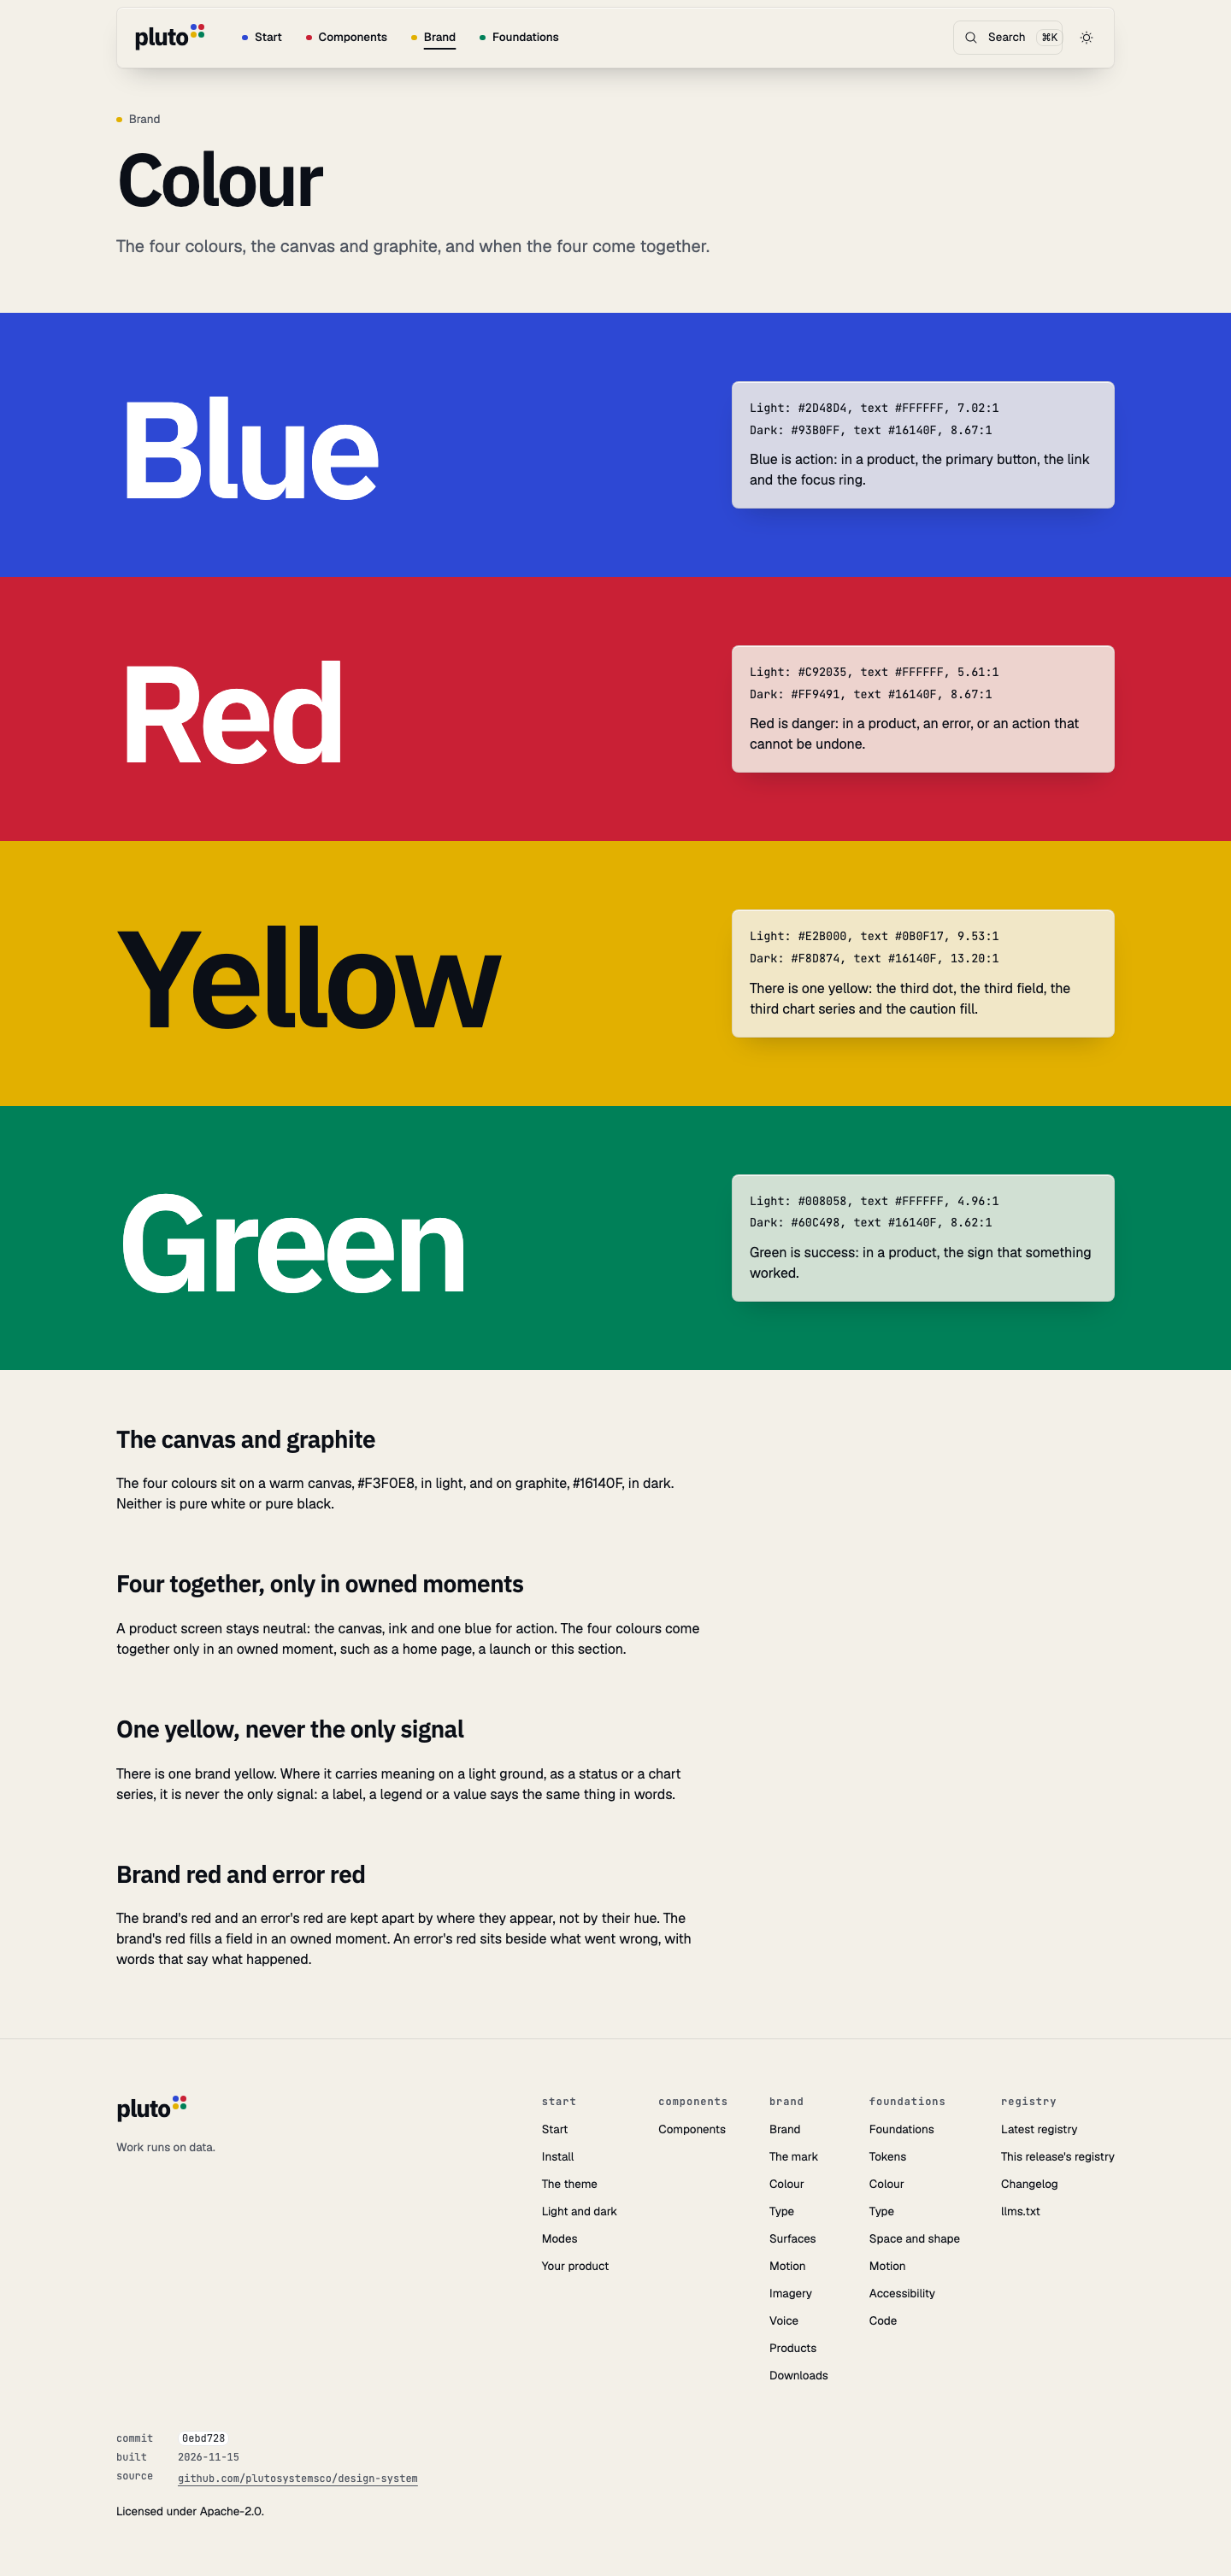 pluto
Start
Components
Brand
Foundations
Search
⌘K
Brand
Colour
The four colours, the canvas and graphite, and when the four come together.
Blue
Light: #2D48D4, text #FFFFFF, 7.02:1
Dark: #93B0FF, text #16140F, 8.67:1
Blue is action: in a product, the primary button, the link
and the focus ring.
Red
Light: #C92035, text #FFFFFF, 5.61:1
Dark: #FF9491, text #16140F, 8.67:1
Red is danger: in a product, an error, or an action that
cannot be undone.
Yellow
Light: #E2B000, text #0B0F17, 9.53:1
Dark: #F8D874, text #16140F, 13.20:1
There is one yellow: the third dot, the third field, the
third chart series and the caution fill.
Green
Light: #008058, text #FFFFFF, 4.96:1
Dark: #60C498, text #16140F, 8.62:1
Green is success: in a product, the sign that something
worked.
The canvas and graphite
The four colours sit on a warm canvas, #F3F0E8, in light, and on graphite, #16140F, in dark.
Neither is pure white or pure black.
Four together, only in owned moments
A product screen stays neutral: the canvas, ink and one blue for action. The four colours come
together only in an owned moment, such as a home page, a launch or this section.
One yellow, never the only signal
There is one brand yellow. Where it carries meaning on a light ground, as a status or a chart
series, it is never the only signal: a label, a legend or a value says the same thing in words.
Brand red and error red
The brand's red and an error's red are kept apart by where they appear, not by their hue. The
brand's red fills a field in an owned moment. An error's red sits beside what went wrong, with
words that say what happened.
pluto
Work runs on data.
start
Start
Install
The theme
Light and dark
Modes
Your product
components
Components
brand
Brand
The mark
Colour
Type
Surfaces
Motion
Imagery
Voice
Products
Downloads
foundations
Foundations
Tokens
Colour
Type
Space and shape
Motion
Accessibility
Code
registry
Latest registry
This release's registry
Changelog
llms.txt
commit 0ebd728
built 2026-11-15
source github.com/plutosystemsco/design-system
Licensed under Apache-2.0.